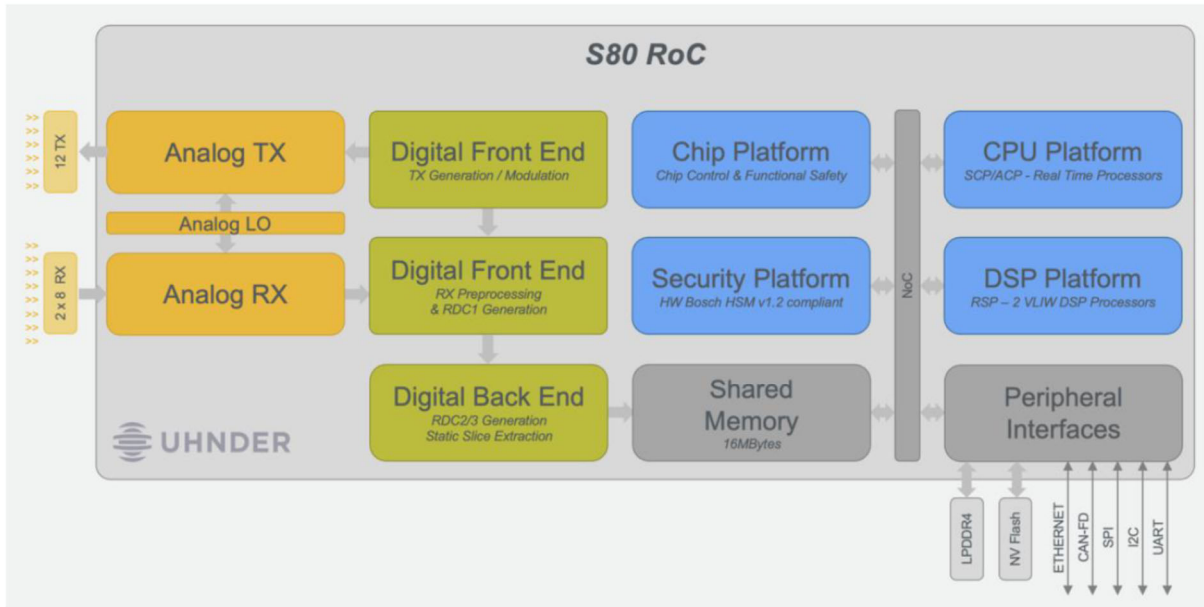 S80 RoC
>>
>>
>>
>>
>>
>>
>>
12 TX
Analog TX
Digital Front End
TX Generation / Modulation
Chip Platform
Chip Control & Functional Safety
CPU Platform
SCP/ACP - Real Time Processors
Analog LO
>>
>>
>>
>>
>>
>>
>>
>>
>>
2 x 8 RX
Analog RX
Digital Front End
RX Preprocessing
& RDC1 Generation
Security Platform
HW Bosch HSM v1.2 compliant
NoC
DSP Platform
RSP – 2 VLIW DSP Processors
Digital Back End
RDC2/3 Generation
Static Slice Extraction
Shared
Memory
16MBytes
Peripheral
Interfaces
UHNDER
LPDDR4
NV Flash
ETHERNET
CAN-FD
SPI
I2C
UART